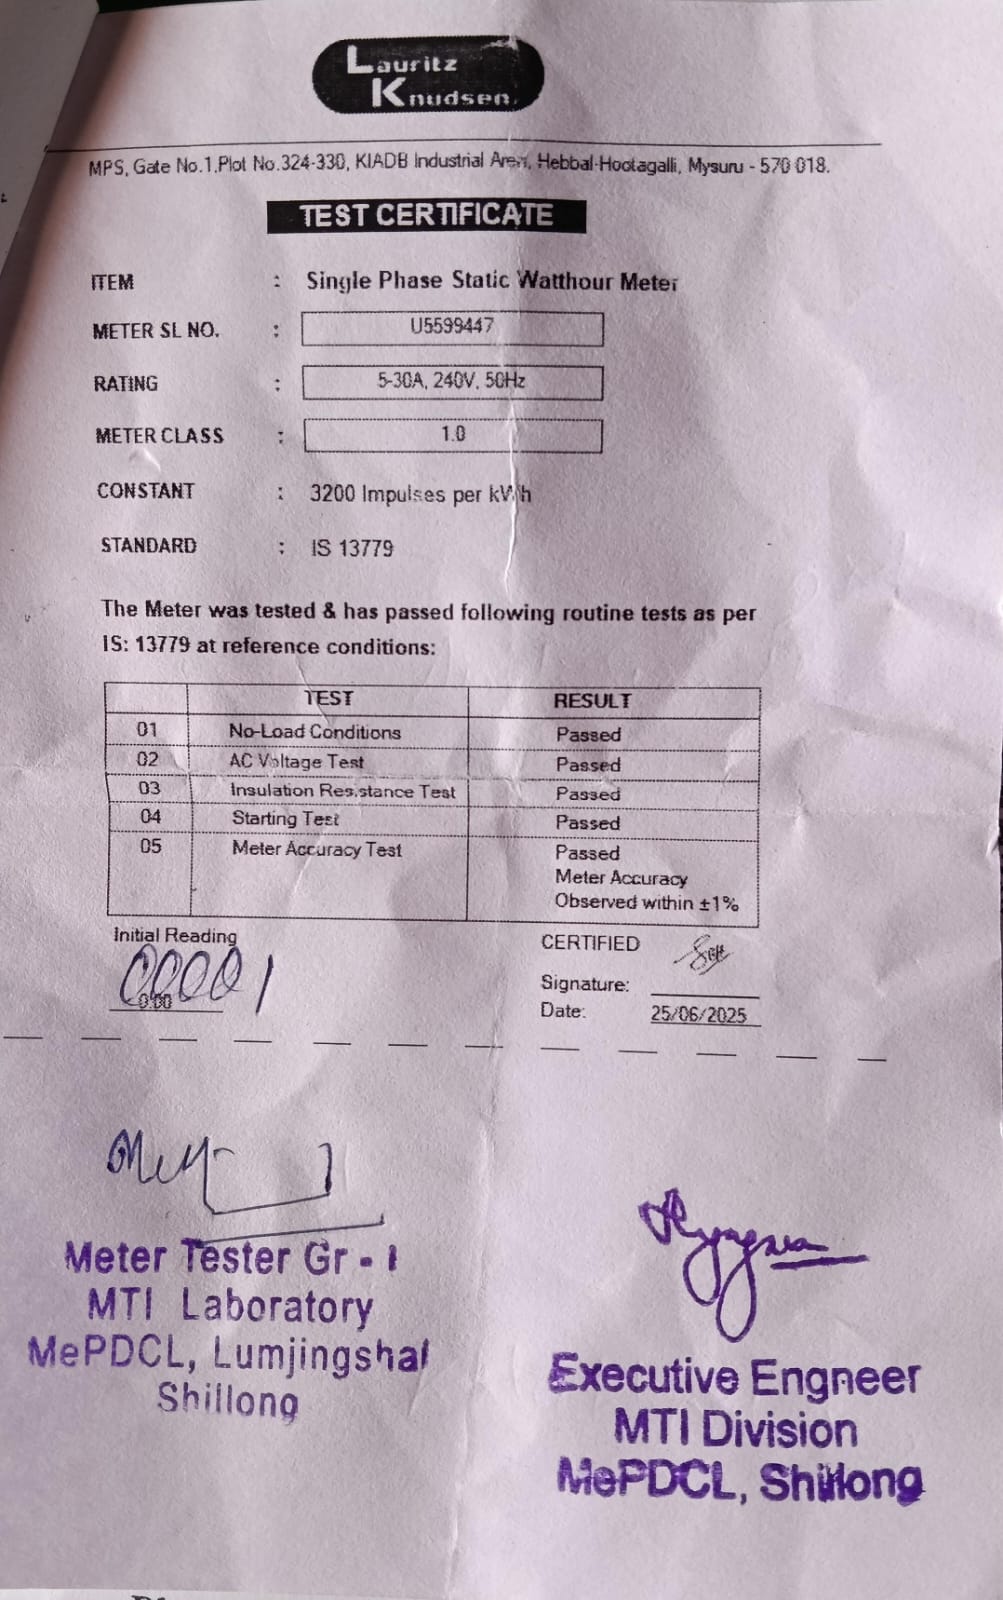 Lauritz
Knudsen
MPS, Gate No.1,Plot No.324-330, KIADB Industrial Area, Hebbal-Hootagalli, Mysuru - 570 018.
TEST CERTIFICATE
ITEM : Single Phase Static Watthour Meter
METER SL NO. : U5599447
RATING : 5-30A, 240V, 50Hz
METER CLASS : 1.0
CONSTANT : 3200 Impulses per kWh
STANDARD : IS 13779
The Meter was tested & has passed following routine tests as per
IS: 13779 at reference conditions:
TEST RESULT
01 No-Load Conditions Passed
02 AC Voltage Test Passed
03 Insulation Resistance Test Passed
04 Starting Test Passed
05 Meter Accuracy Test Passed
Meter Accuracy
Observed within ±1%
Initial Reading
00001
0.00
CERTIFIED
Signature:
Date: 25/06/2025
Meter Tester Gr - I
MTI Laboratory
MePDCL, Lumjingshai
Shillong
Executive Engneer
MTI Division
MePDCL, Shillong